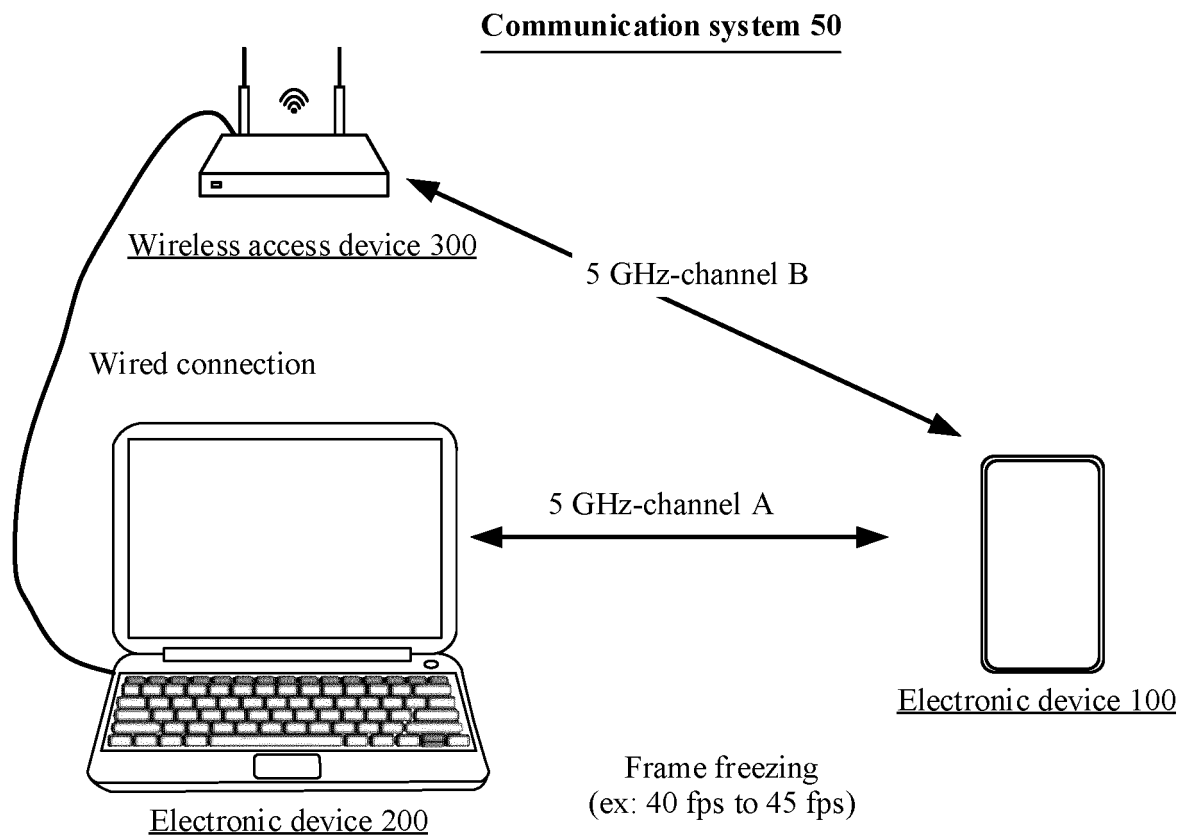 Communication system 50
Wireless access device 300
5 GHz-channel B
Wired connection
5 GHz-channel A
Electronic device 100
Frame freezing
(ex: 40 fps to 45 fps)
Electronic device 200